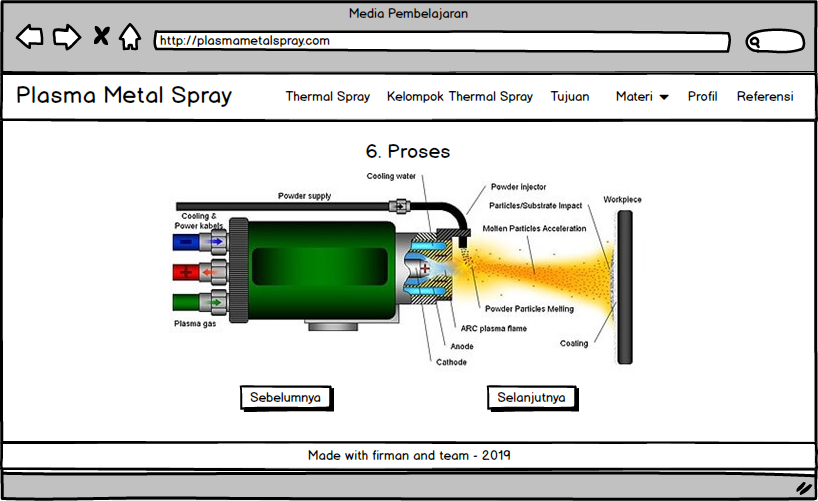 Media Pembelajaran
http://plasmametalspray.com
Plasma Metal Spray
Thermal Spray
Kelompok Thermal Spray
Tujuan
Materi
Profil
Referensi
6. Proses
Cooling water
Powder injector
Powder supply
Particles/Substrate Impact
Workpiece
Cooling &
Power kabels
Mollen Particles Acceleration
Powder Particles Melting
Plasma gas
ARC plasma flame
Anode
Coating
Cathode
Sebelumnya
Selanjutnya
Made with firman and team - 2019